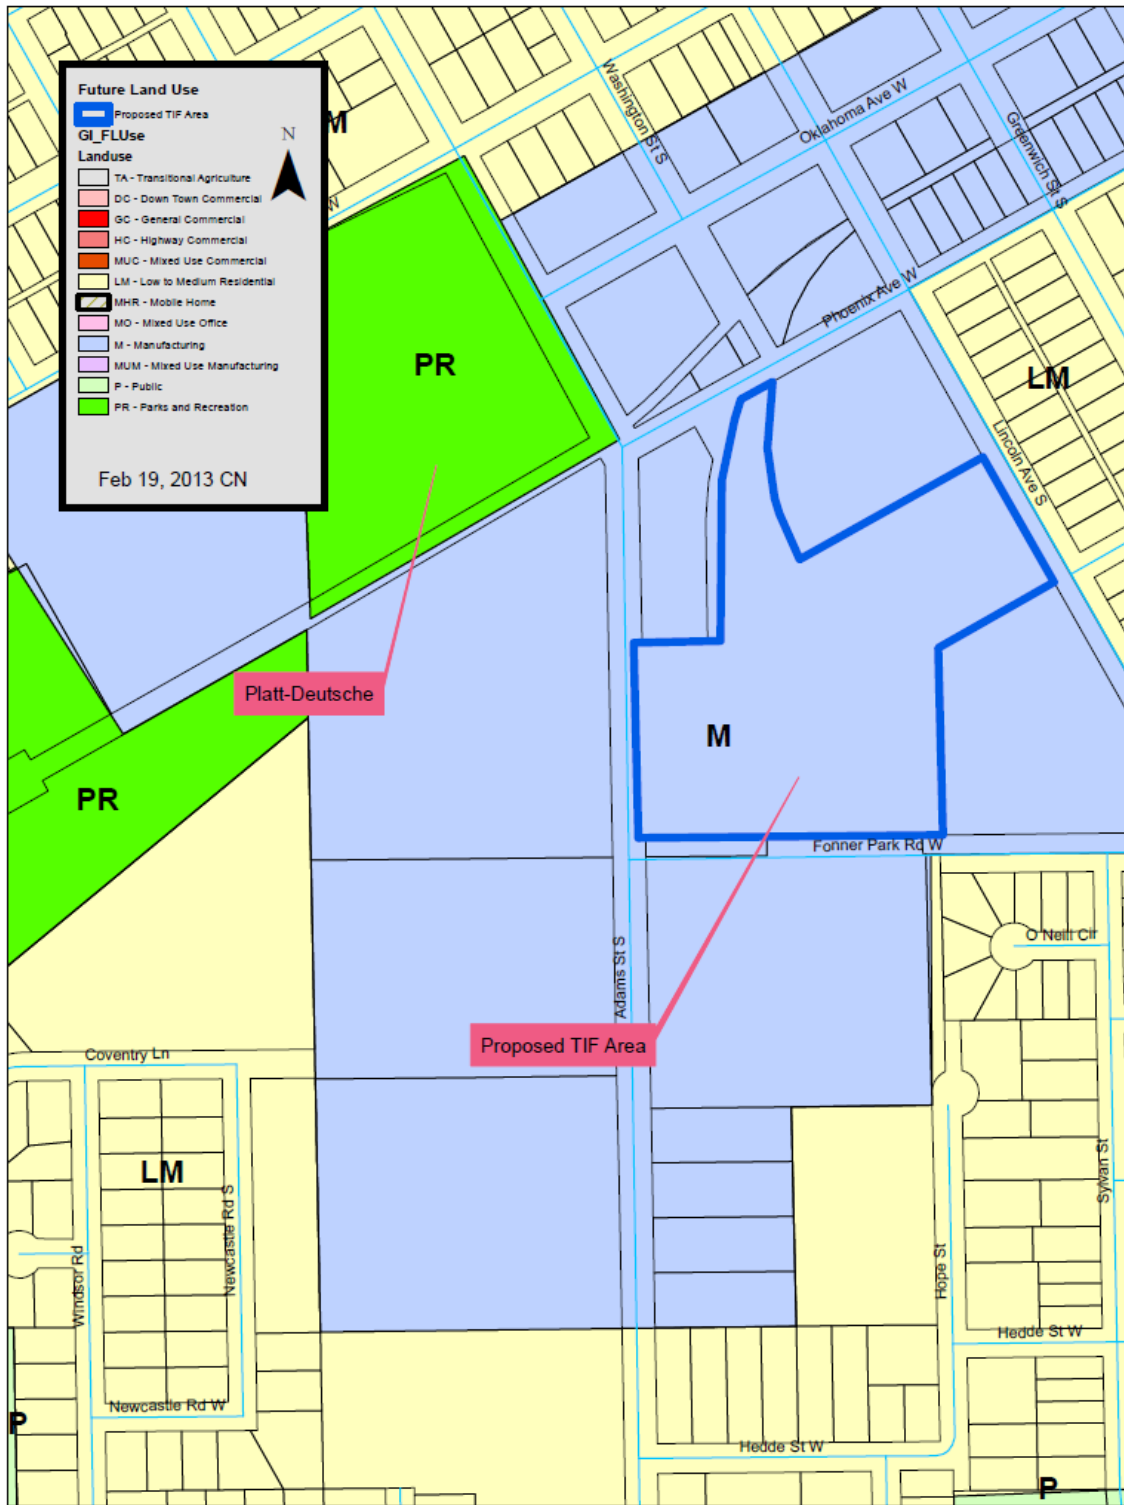 Future Land Use
Proposed TIF Area
GI_FLUse
N
Landuse
TA - Transitional Agriculture
DC - Down Town Commercial
GC - General Commercial
HC - Highway Commercial
MUC - Mixed Use Commercial
LM - Low to Medium Residential
MHR - Mobile Home
MO - Mixed Use Office
M - Manufacturing
MUM - Mixed Use Manufacturing
P - Public
PR - Parks and Recreation
Feb 19, 2013 CN
M
W
Washington St S
Oklahoma Ave W
Greenwich St S
Phoenix Ave W
PR
LM
Lincoln Ave S
Platt-Deutsche
M
PR
Fonner Park Rd W
O Neill Cir
Adams St S
Proposed TIF Area
Coventry Ln
LM
Newcastle Rd S
Windsor Rd
Sylvan St
Hope St
Hedde St W
Newcastle Rd W
P
Hedde St W
P